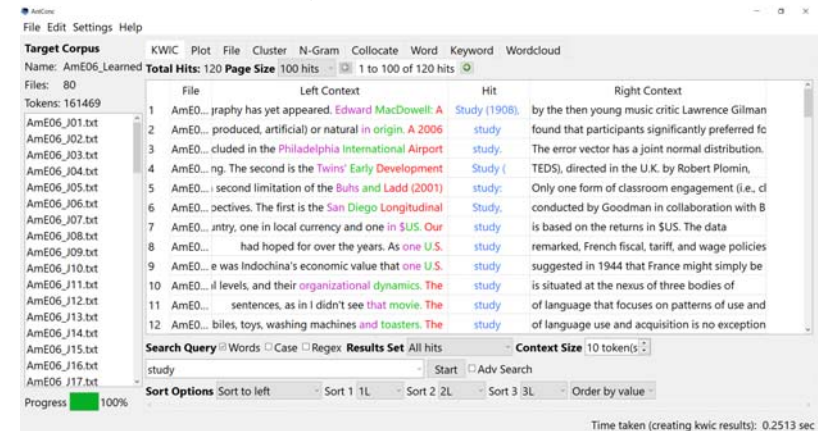 AntConc
File Edit Settings Help
Target Corpus
Name: AmE06_Learned
Files: 80
Tokens: 161469
AmE06_J01.txt
AmE06_J02.txt
AmE06_J03.txt
AmE06_J04.txt
AmE06_J05.txt
AmE06_J06.txt
AmE06_J07.txt
AmE06_J08.txt
AmE06_J09.txt
AmE06_J10.txt
AmE06_J11.txt
AmE06_J12.txt
AmE06_J13.txt
AmE06_J14.txt
AmE06_J15.txt
AmE06_J16.txt
AmE06_J17.txt
Progress 100%
KWIC Plot File Cluster N-Gram Collocate Word Keyword Wordcloud
Total Hits: 120 Page Size 100 hits 1 to 100 of 120 hits
File Left Context Hit Right Context
1 AmE0... graphy has yet appeared. Edward MacDowell: A Study (1908), by the then young music critic Lawrence Gilman
2 AmE0... produced, artificial) or natural in origin. A 2006 study found that participants significantly preferred fo
3 AmE0... cluded in the Philadelphia International Airport study. The error vector has a joint normal distribution.
4 AmE0... ng. The second is the Twins' Early Development Study ( TEDS), directed in the U.K. by Robert Plomin,
5 AmE0... second limitation of the Buhs and Ladd (2001) study: Only one form of classroom engagement (i.e., cl
6 AmE0... pectives. The first is the San Diego Longitudinal Study, conducted by Goodman in collaboration with B
7 AmE0... untry, one in local currency and one in $US. Our study is based on the returns in $US. The data
8 AmE0... had hoped for over the years. As one U.S. study remarked, French fiscal, tariff, and wage policies
9 AmE0... e was Indochina's economic value that one U.S. study suggested in 1944 that France might simply be
10 AmE0... l levels, and their organizational dynamics. The study is situated at the nexus of three bodies of
11 AmE0... sentences, as in I didn't see that movie. The study of language that focuses on patterns of use and
12 AmE0... biles, toys, washing machines and toasters. The study of language use and acquisition is no exception
Search Query Words Case Regex Results Set All hits Context Size 10 token(s
study Start Adv Search
Sort Options Sort to left Sort 1 1L Sort 2 2L Sort 3 3L Order by value
Time taken (creating kwic results): 0.2513 sec